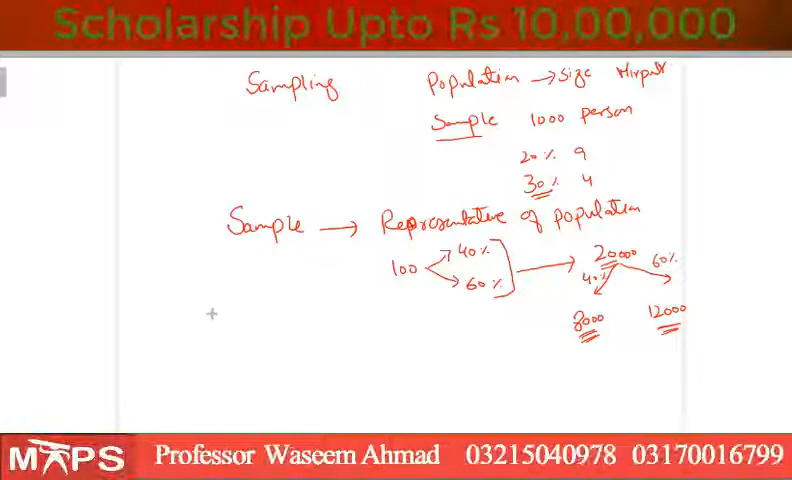 Scholarship Upto Rs 10,00,000
Sampling Population → Size Mirpur
Sample 1000 person
20 % 9
30 % 4
Sample → Representative of population
100 40% 60% → 20000 40% 60%
8000 12000
MAPS Professor Waseem Ahmad 03215040978 03170016799